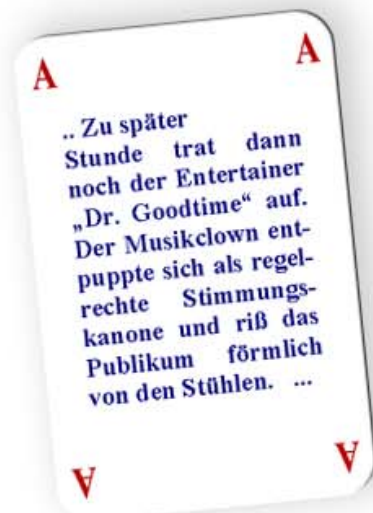 A A
.. Zu später
Stunde trat dann
noch der Entertainer
„Dr. Goodtime“ auf.
Der Musikclown ent-
puppte sich als regel-
rechte Stimmungs-
kanone und riß das
Publikum förmlich
von den Stühlen. ...
A A